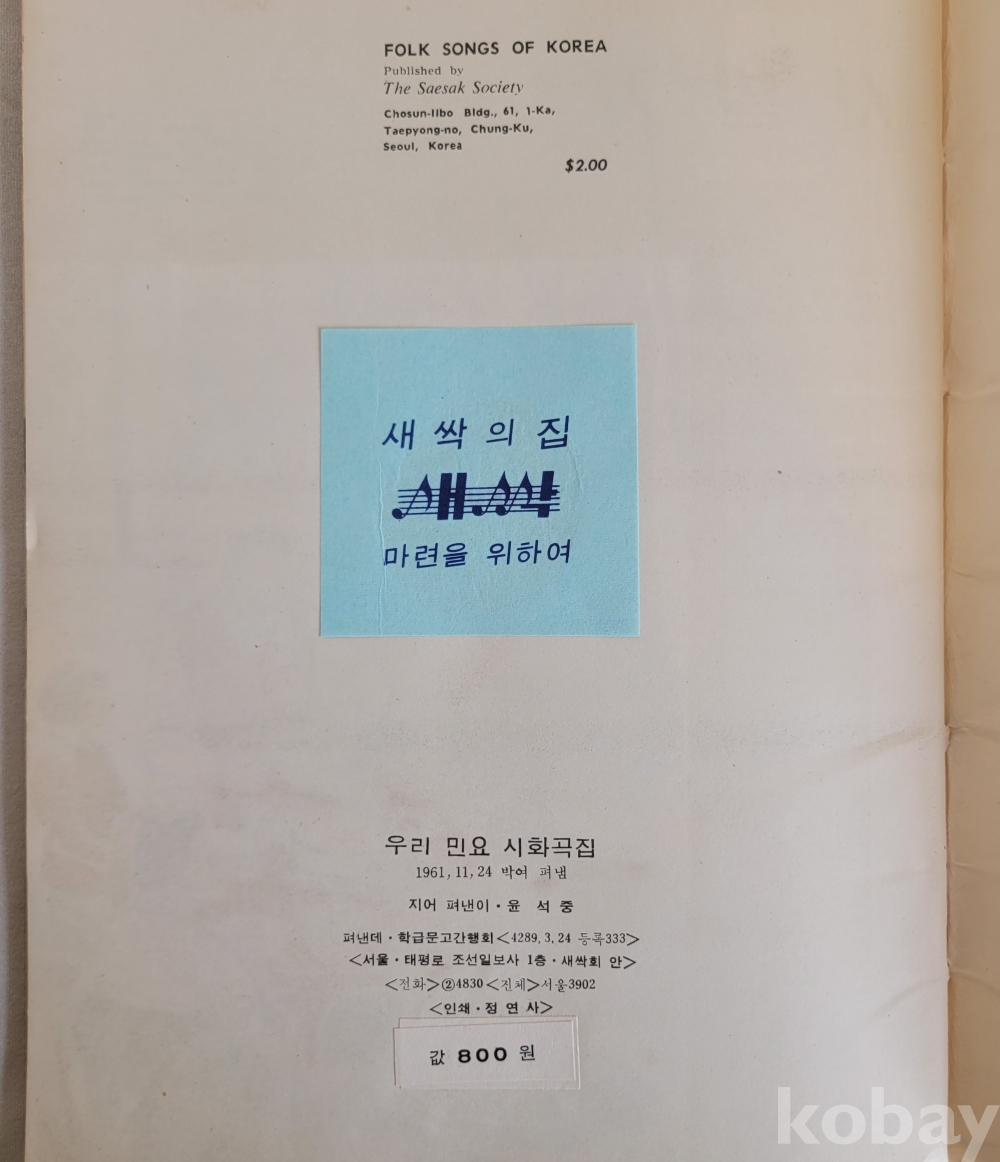 FOLK SONGS OF KOREA
Published by
The Saesak Society
Chosun-Ilbo Bldg., 61, 1-Ka,
Taepyong-no, Chung-Ku,
Seoul, Korea
$2.00
새 싹 의 집
새싹
마련을 위하여
우리 민요 시화곡집
1961, 11, 24 박여 펴냄
지어 펴낸이·윤 석 중
펴낸데·학급문고간행회<4289, 3, 24 등록333>
<서울·태평로 조선일보사 1층·새싹회 안>
<전화>②4830<진체>서울3902
<인쇄·정 연 사>
값 800 원
kobay